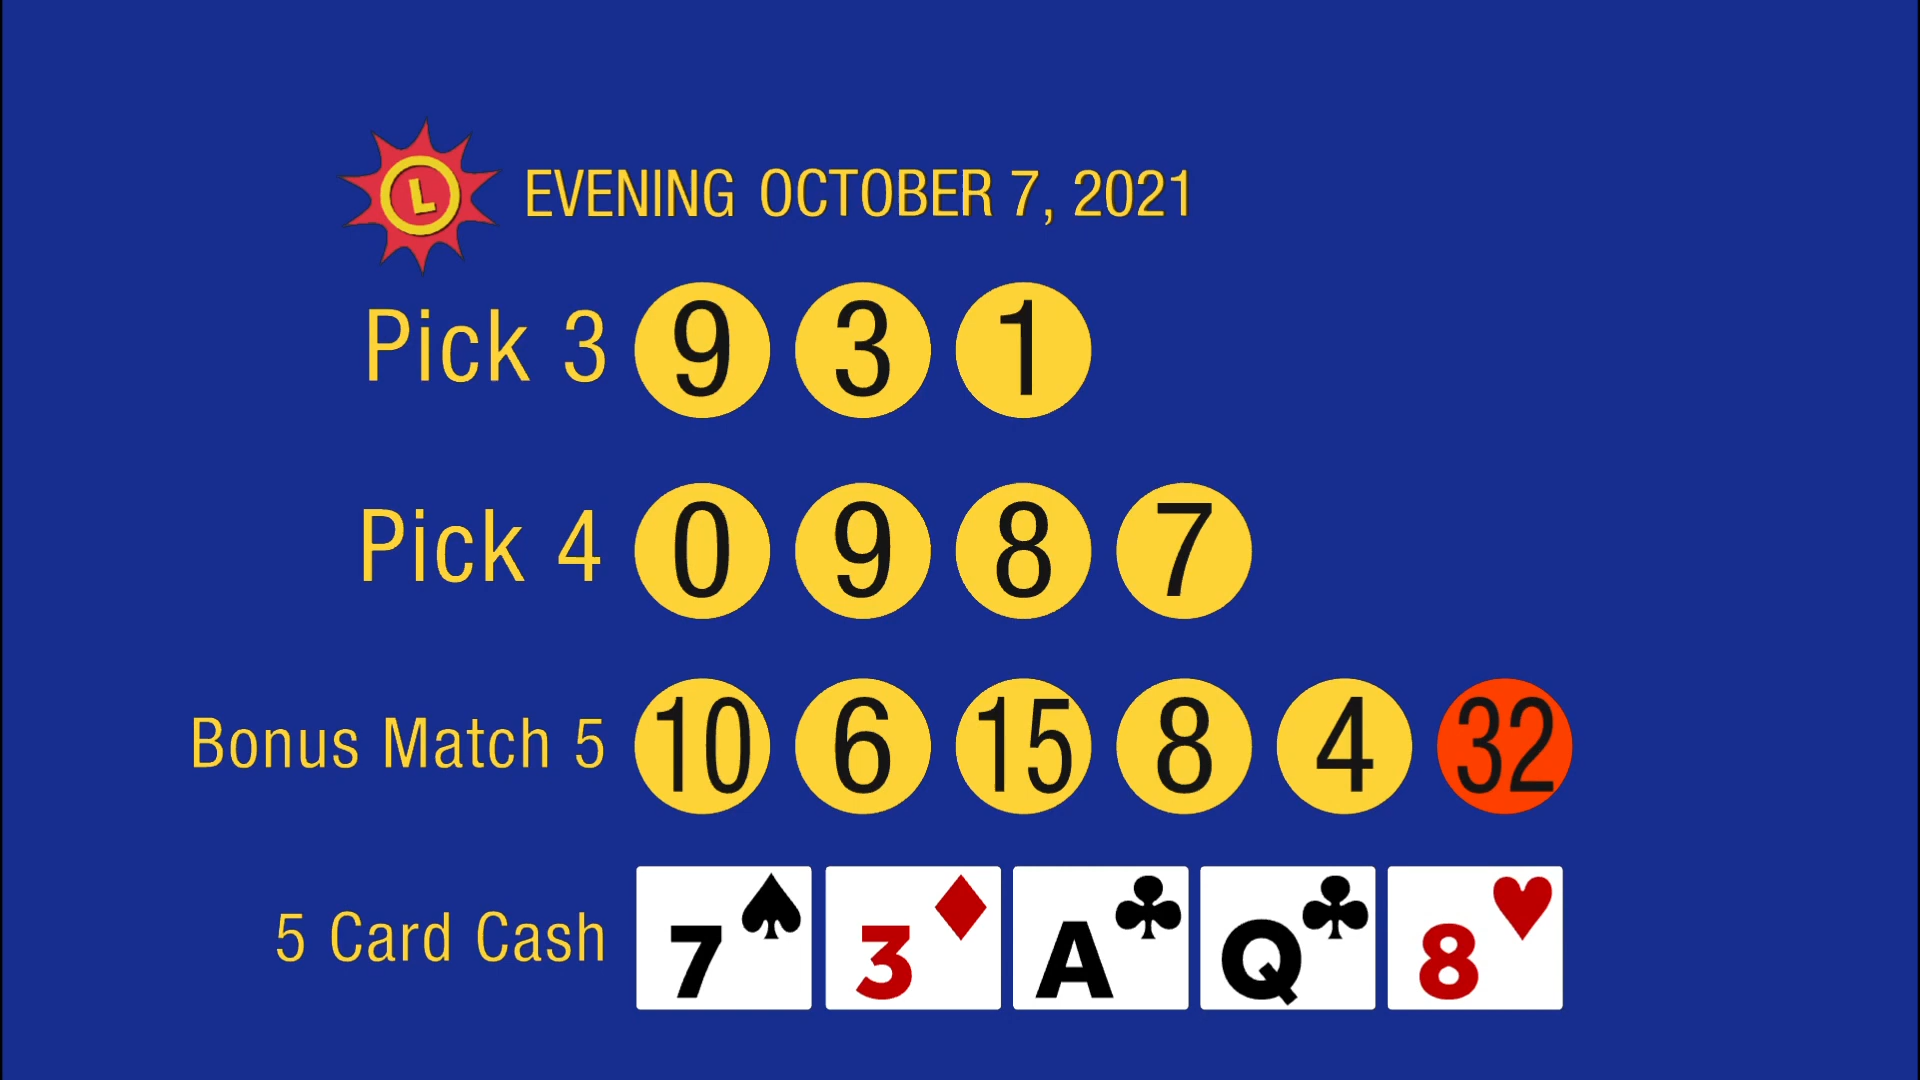 L EVENING OCTOBER 7, 2021
Pick 3 9 3 1
Pick 4 0 9 8 7
Bonus Match 5 10 6 15 8 4 32
5 Card Cash 7♠ 3♦ A♣ Q♣ 8♥